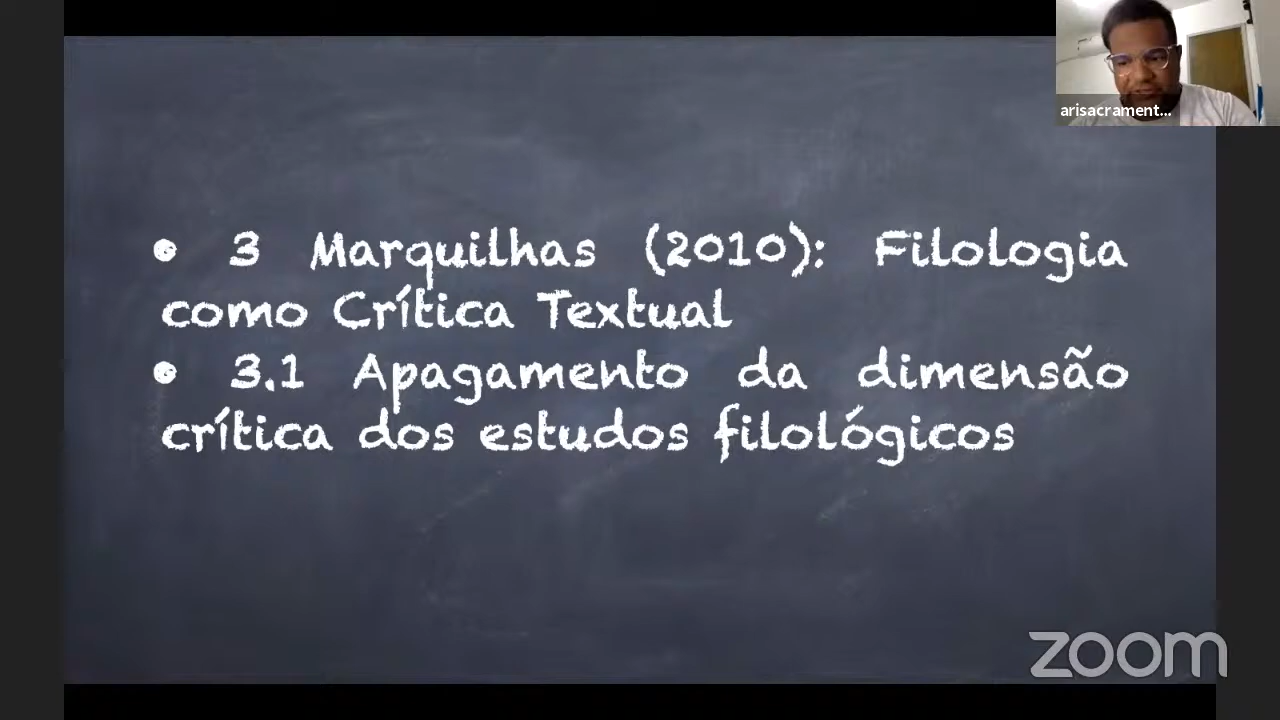 arisacrament...
• 3 Marquilhas (2010): Filologia
como Crítica Textual
• 3.1 Apagamento da dimensão
crítica dos estudos filológicos
zoom